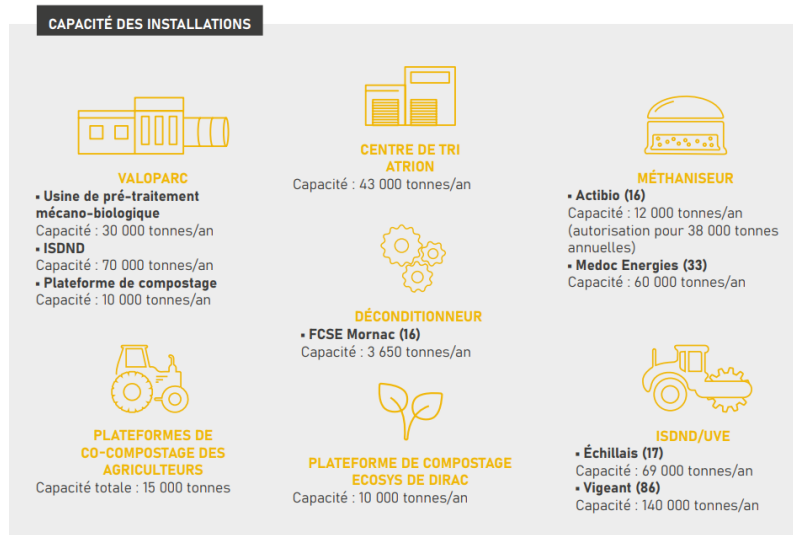 CAPACITÉ DES INSTALLATIONS
VALOPARC
▪ Usine de pré-traitement
mécano-biologique
Capacité : 30 000 tonnes/an
▪ ISDND
Capacité : 70 000 tonnes/an
▪ Plateforme de compostage
Capacité : 10 000 tonnes/an
CENTRE DE TRI
ATRION
Capacité : 43 000 tonnes/an
MÉTHANISEUR
▪ Actibio (16)
Capacité : 12 000 tonnes/an
(autorisation pour 38 000 tonnes
annuelles)
▪ Medoc Energies (33)
Capacité : 60 000 tonnes/an
DÉCONDITIONNEUR
▪ FCSE Mornac (16)
Capacité : 3 650 tonnes/an
PLATEFORMES DE
CO-COMPOSTAGE DES
AGRICULTEURS
Capacité totale : 15 000 tonnes
PLATEFORME DE COMPOSTAGE
ECOSYS DE DIRAC
Capacité : 10 000 tonnes/an
ISDND/UVE
▪ Échillais (17)
Capacité : 69 000 tonnes/an
▪ Vigeant (86)
Capacité : 140 000 tonnes/an